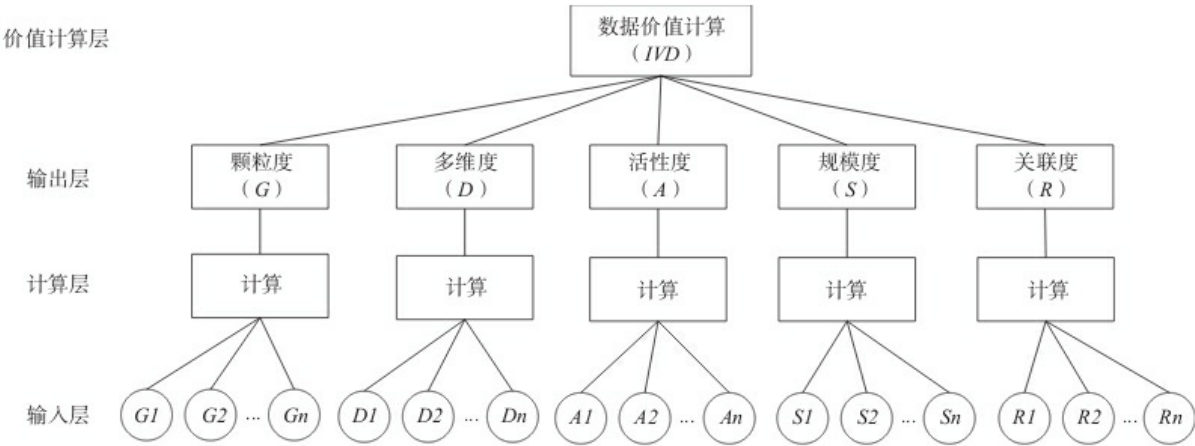 价值计算层
数据价值计算
（IVD）
输出层
颗粒度
（G）
多维度
（D）
活性度
（A）
规模度
（S）
关联度
（R）
计算层
计算
计算
计算
计算
计算
输入层
G1 G2 ... Gn D1 D2 ... Dn A1 A2 ... An S1 S2 ... Sn R1 R2 ... Rn